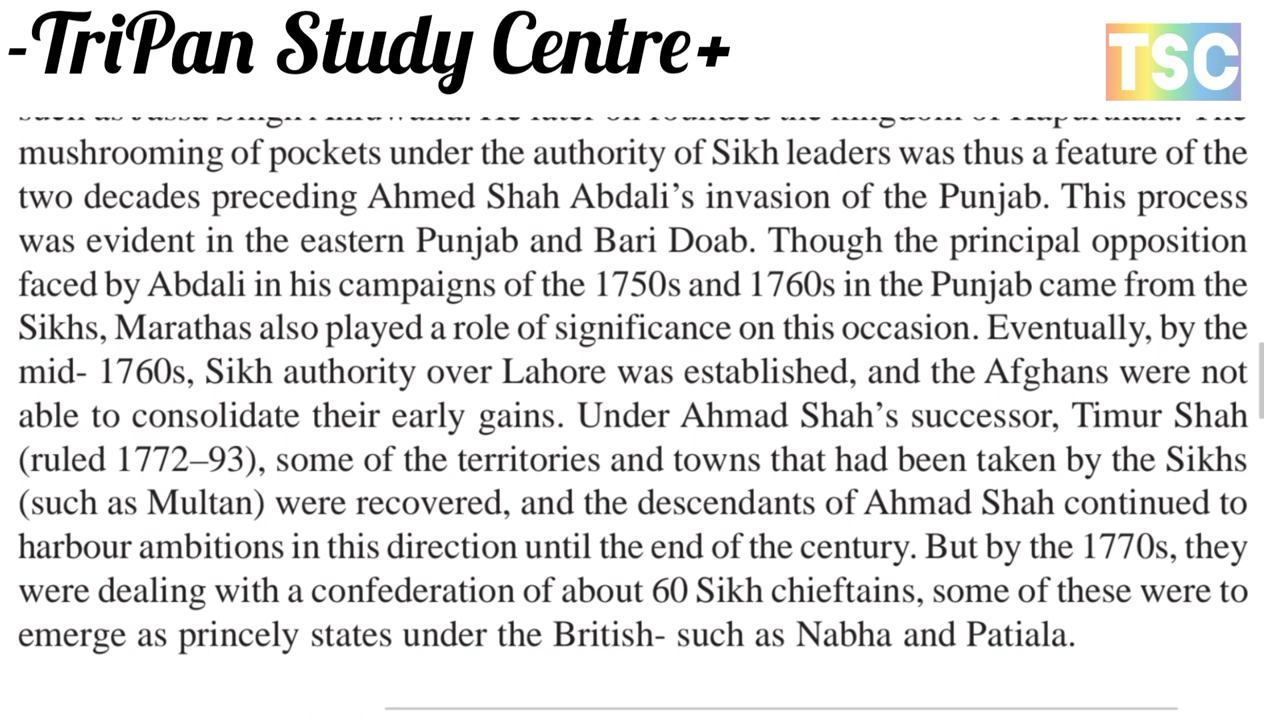 -TriPan Study Centre+
TSC
mushrooming of pockets under the authority of Sikh leaders was thus a feature of the
two decades preceding Ahmed Shah Abdali’s invasion of the Punjab. This process
was evident in the eastern Punjab and Bari Doab. Though the principal opposition
faced by Abdali in his campaigns of the 1750s and 1760s in the Punjab came from the
Sikhs, Marathas also played a role of significance on this occasion. Eventually, by the
mid- 1760s, Sikh authority over Lahore was established, and the Afghans were not
able to consolidate their early gains. Under Ahmad Shah’s successor, Timur Shah
(ruled 1772–93), some of the territories and towns that had been taken by the Sikhs
(such as Multan) were recovered, and the descendants of Ahmad Shah continued to
harbour ambitions in this direction until the end of the century. But by the 1770s, they
were dealing with a confederation of about 60 Sikh chieftains, some of these were to
emerge as princely states under the British- such as Nabha and Patiala.